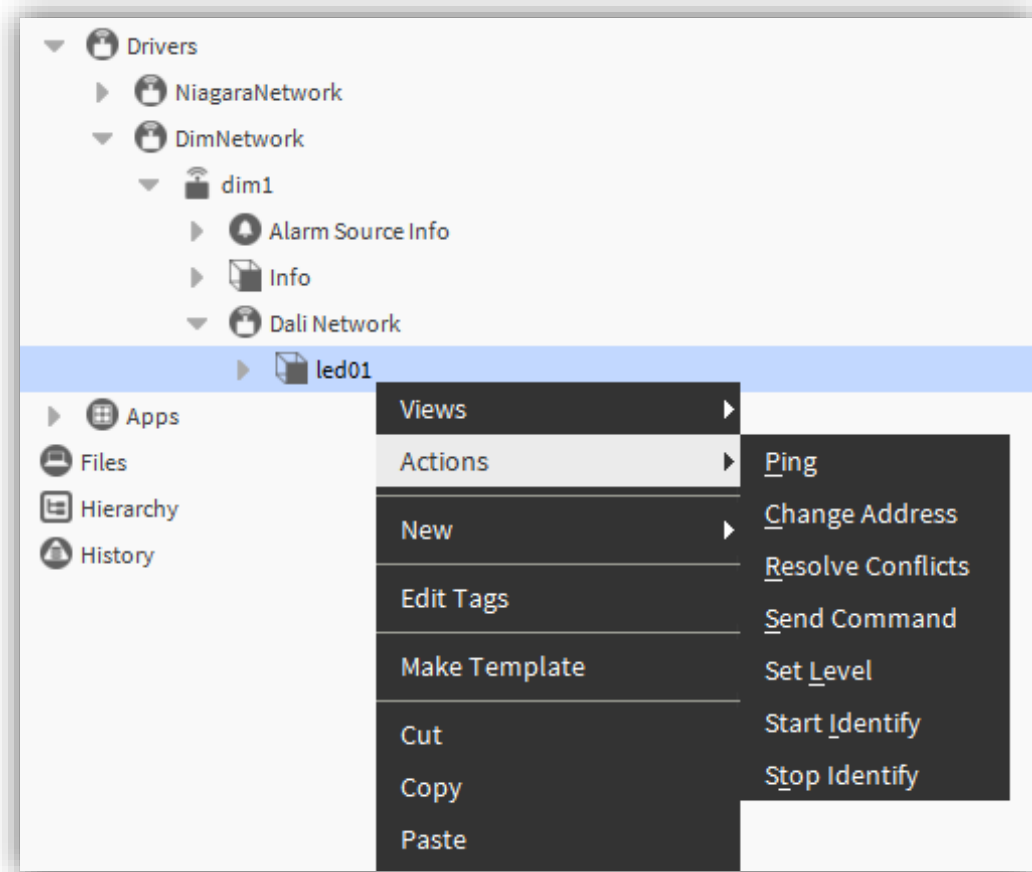 Drivers
NiagaraNetwork
DimNetwork
dim1
Alarm Source Info
Info
Dali Network
led01
Apps
Files
Hierarchy
History
Views
Actions
New
Edit Tags
Make Template
Cut
Copy
Paste
Ping
Change Address
Resolve Conflicts
Send Command
Set Level
Start Identify
Stop Identify